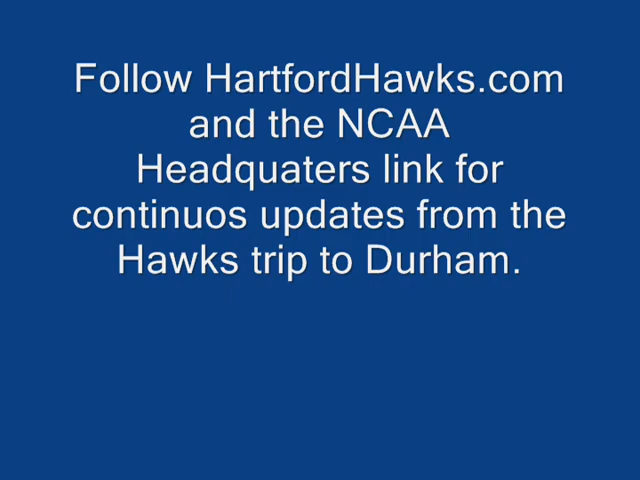 Follow HartfordHawks.com
and the NCAA
Headquaters link for
continuos updates from the
Hawks trip to Durham.